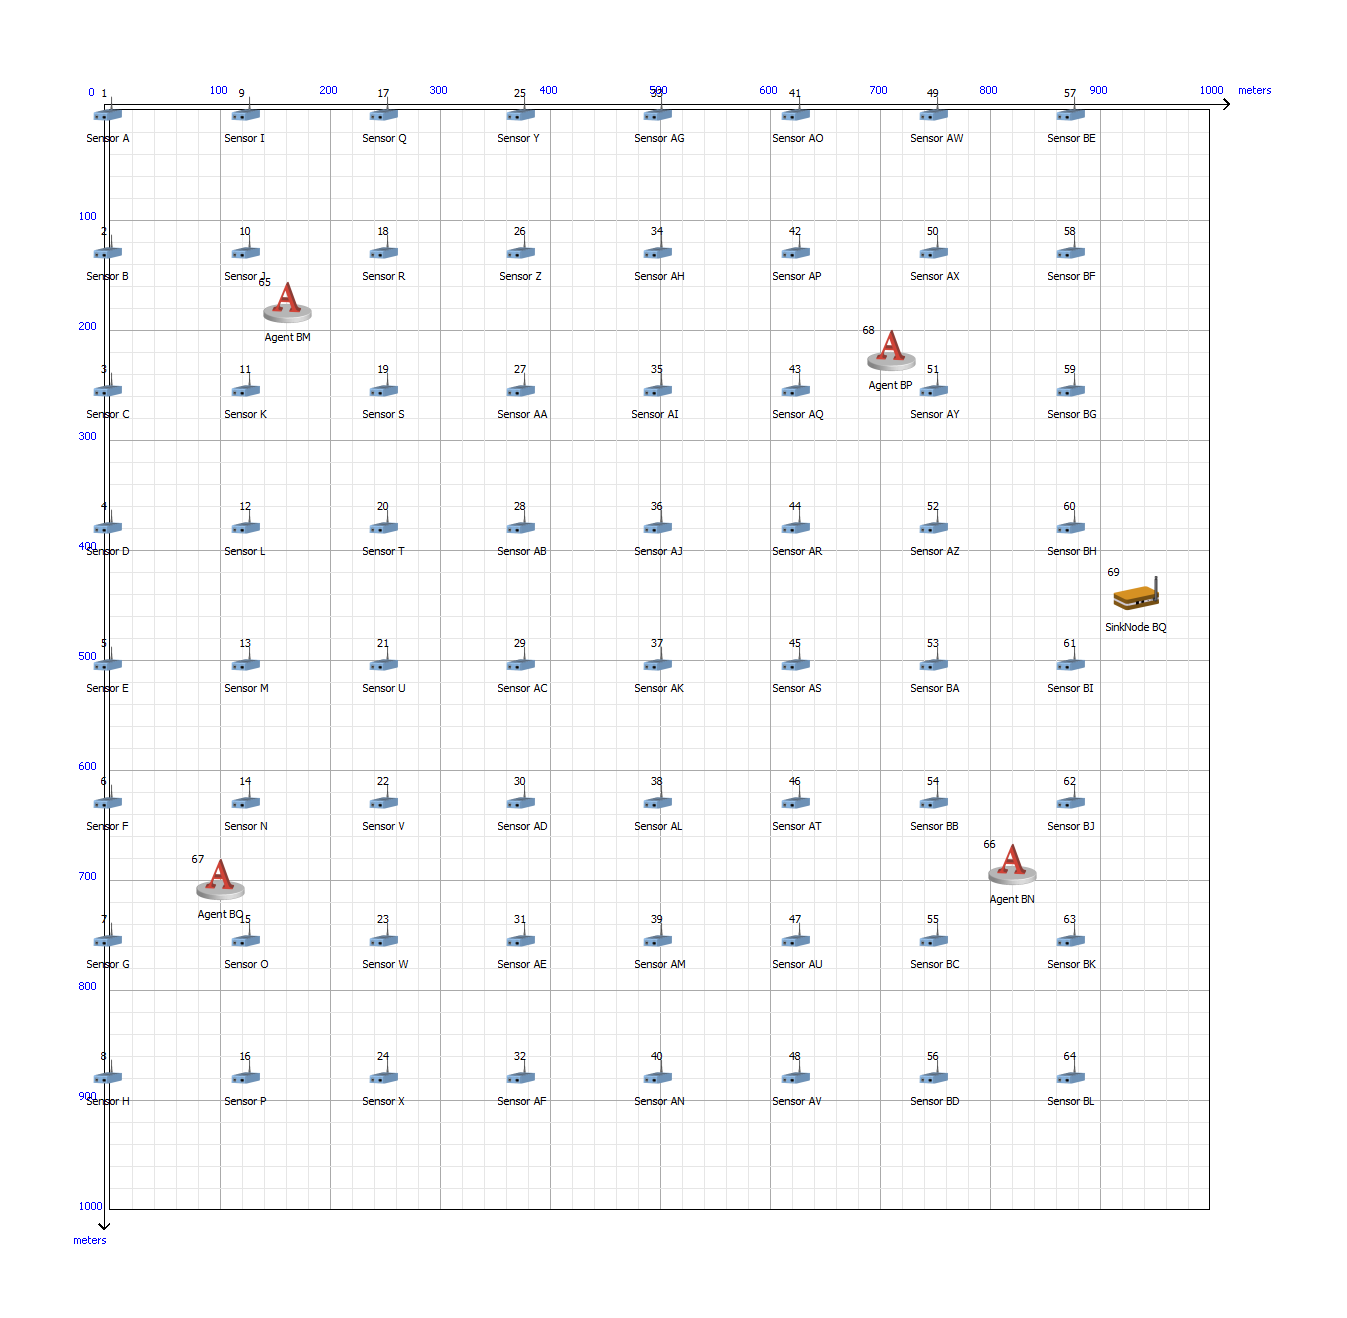 0 100 200 300 400 500 600 700 800 900 1000 meters
1 9 17 25 33 41 49 57
Sensor A Sensor I Sensor Q Sensor Y Sensor AG Sensor AO Sensor AW Sensor BE
100
2 10 18 26 34 42 50 58
Sensor B Sensor J Sensor R Sensor Z Sensor AH Sensor AP Sensor AX Sensor BF
65
200
68
Agent BM
3 11 19 27 35 43 51 59
Agent BP
Sensor C Sensor K Sensor S Sensor AA Sensor AI Sensor AQ Sensor AY Sensor BG
300
4 12 20 28 36 44 52 60
400
Sensor D Sensor L Sensor T Sensor AB Sensor AJ Sensor AR Sensor AZ Sensor BH
69
SinkNode BQ
5 13 21 29 37 45 53 61
500
Sensor E Sensor M Sensor U Sensor AC Sensor AK Sensor AS Sensor BA Sensor BI
600
6 14 22 30 38 46 54 62
Sensor F Sensor N Sensor V Sensor AD Sensor AL Sensor AT Sensor BB Sensor BJ
66
67
700
Agent BN
Agent BO
7 15 23 31 39 47 55 63
Sensor G Sensor O Sensor W Sensor AE Sensor AM Sensor AU Sensor BC Sensor BK
800
8 16 24 32 40 48 56 64
900
Sensor H Sensor P Sensor X Sensor AF Sensor AN Sensor AV Sensor BD Sensor BL
1000
meters